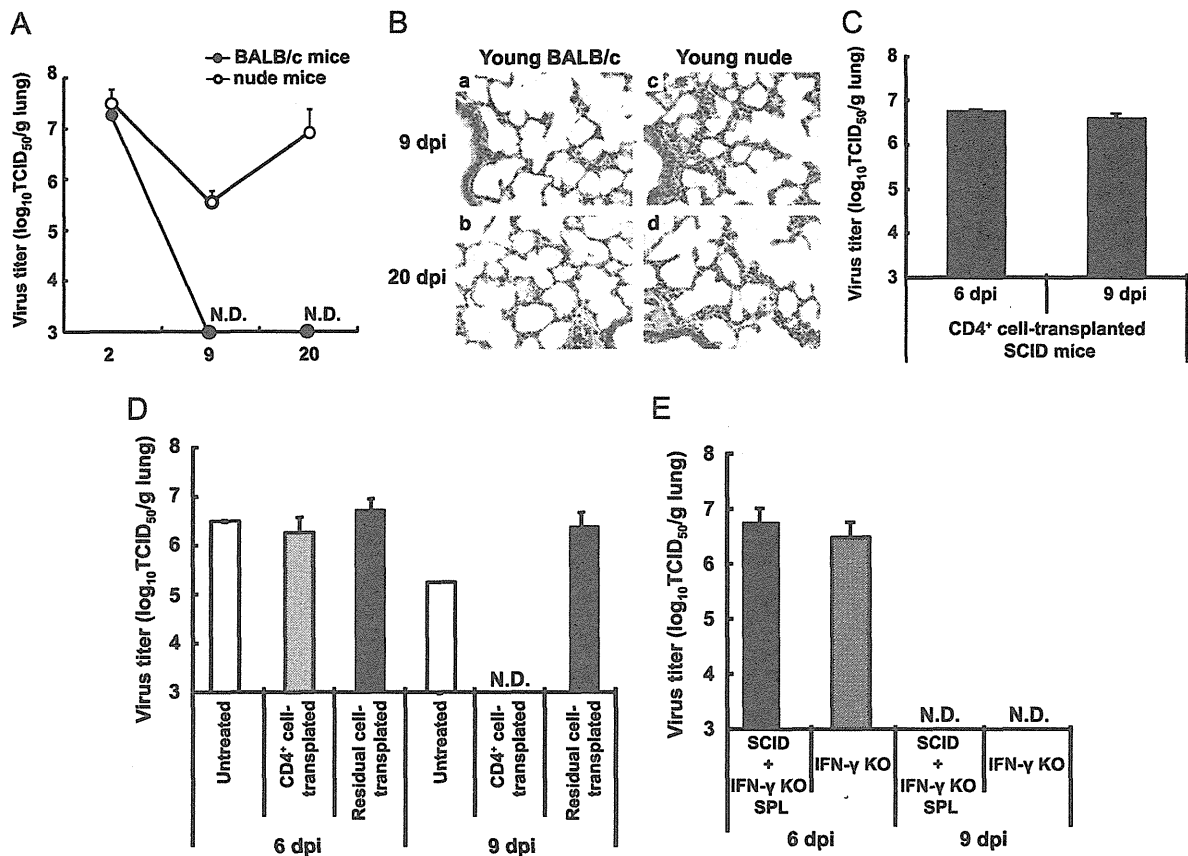 A
BALB/c mice
nude mice
Virus titer (log₁₀TCID₅₀/g lung)
8
7
6
5
4
3
N.D.
N.D.
2
9
20
B
Young BALB/c
Young nude
9 dpi
20 dpi
a
c
b
d
C
Virus titer (log₁₀TCID₅₀/g lung)
8
7
6
5
4
3
6 dpi
9 dpi
CD4⁺ cell-transplanted
SCID mice
D
Virus titer (log₁₀TCID₅₀/g lung)
8
7
6
5
4
3
N.D.
Untreated
CD4⁺ cell-
transplated
Residual cell-
transplated
Untreated
CD4⁺ cell-
transplated
Residual cell-
transplated
6 dpi
9 dpi
E
Virus titer (log₁₀TCID₅₀/g lung)
8
7
6
5
4
3
N.D.
N.D.
SCID
+
IFN-γ KO
SPL
IFN-γ KO
SCID
+
IFN-γ KO
SPL
IFN-γ KO
6 dpi
9 dpi